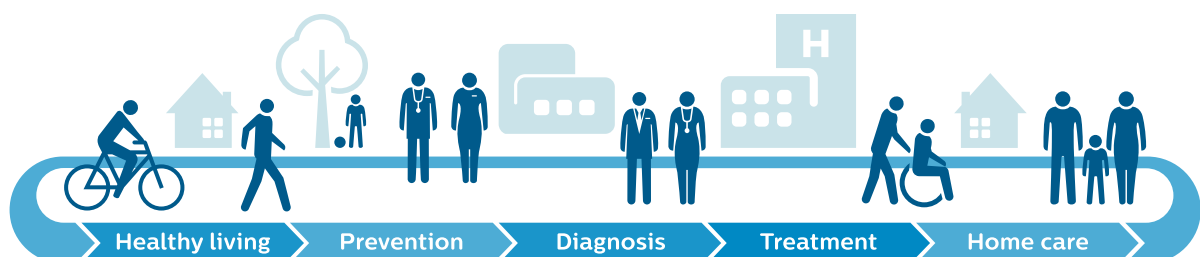 H
Healthy living
Prevention
Diagnosis
Treatment
Home care